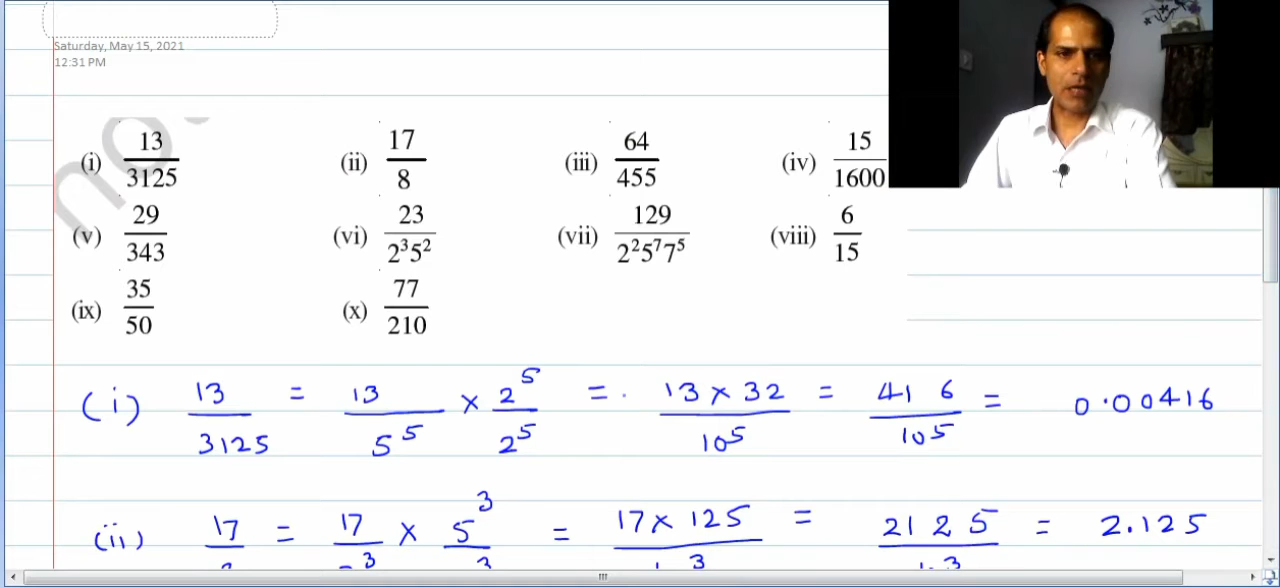 Saturday, May 15, 2021
12:31 PM
(i) 13/3125 (ii) 17/8 (iii) 64/455 (iv) 15/1600
(v) 29/343 (vi) 23/2³5² (vii) 129/2²5⁷7⁵ (viii) 6/15
(ix) 35/50 (x) 77/210
(i) 13/3125 = 13/5⁵ × 2⁵/2⁵ = 13 × 32/10⁵ = 416/10⁵ = 0.00416
(ii) 17 = 17 × 5³ = 17 × 125 = 2125 = 2.125